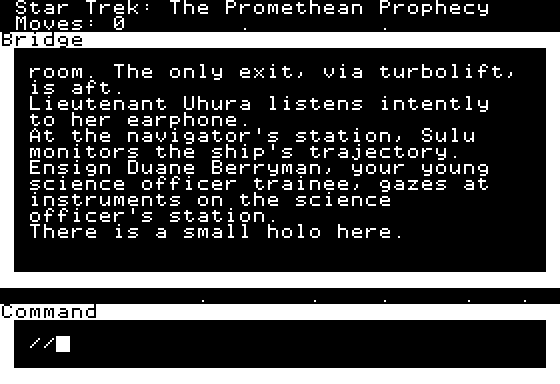 Star Trek: The Promethean Prophecy
Moves: 0
Bridge
room. The only exit, via turbolift,
is aft.
Lieutenant Uhura listens intently
to her earphone.
At the navigator's station, Sulu
monitors the ship's trajectory.
Ensign Duane Berryman, your young
science officer trainee, gazes at
instruments on the science
officer's station.
There is a small holo here.
Command
//